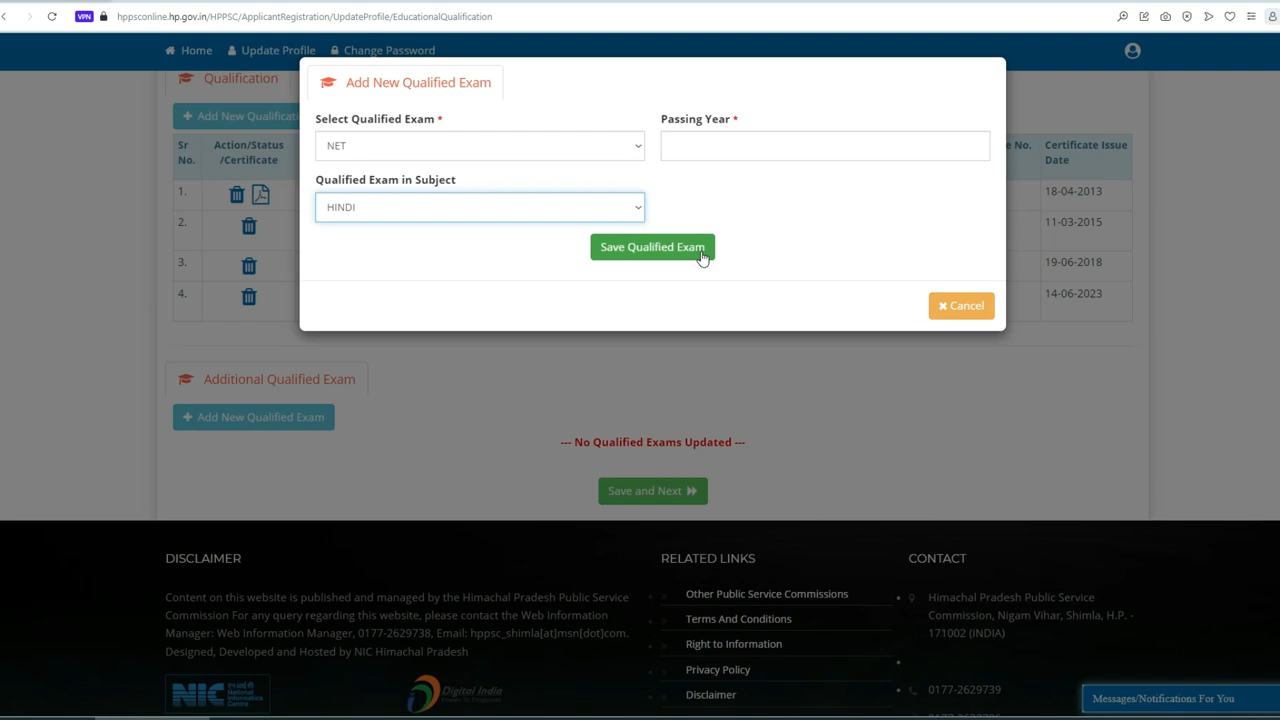 VPN hppsconline.hp.gov.in/HPPSC/ApplicantRegistration/UpdateProfile/EducationalQualification
Home Update Profile Change Password
Qualification
Add New Qualified Exam
+ Add New Qualificati
Select Qualified Exam *
Passing Year *
NET
Qualified Exam in Subject
HINDI
Save Qualified Exam
Cancel
Sr No. Action/Status /Certificate e No. Certificate Issue Date
1. 18-04-2013
2. 11-03-2015
3. 19-06-2018
4. 14-06-2023
Additional Qualified Exam
+ Add New Qualified Exam
--- No Qualified Exams Updated ---
Save and Next
DISCLAIMER
Content on this website is published and managed by the Himachal Pradesh Public Service
Commission For any query regarding this website, please contact the Web Information
Manager: Web Information Manager, 0177-2629738, Email: hppsc_shimla[at]msn[dot]com.
Designed, Developed and Hosted by NIC Himachal Pradesh
NIC National Informatics Centre
Digital India
RELATED LINKS
Other Public Service Commissions
Terms And Conditions
Right to Information
Privacy Policy
Disclaimer
CONTACT
Himachal Pradesh Public Service
Commission, Nigam Vihar, Shimla, H.P. -
171002 (INDIA)
0177-2629739
Messages/Notifications For You